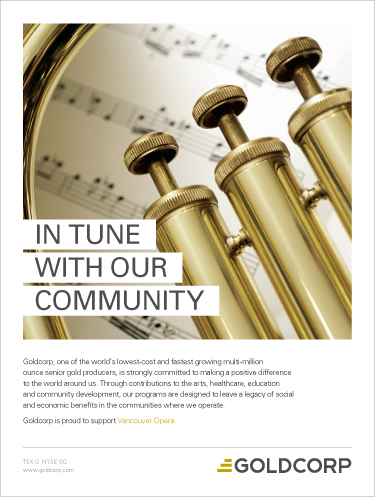 IN TUNE
WITH OUR
COMMUNITY
Goldcorp, one of the world's lowest-cost and fastest growing multi-million
ounce senior gold producers, is strongly committed to making a positive difference
to the world around us. Through contributions to the arts, healthcare, education
and community development, our programs are designed to leave a legacy of social
and economic benefits in the communities where we operate.
Goldcorp is proud to support Vancouver Opera
TSX:G NYSE:GG
www.goldcorp.com
GOLDCORP